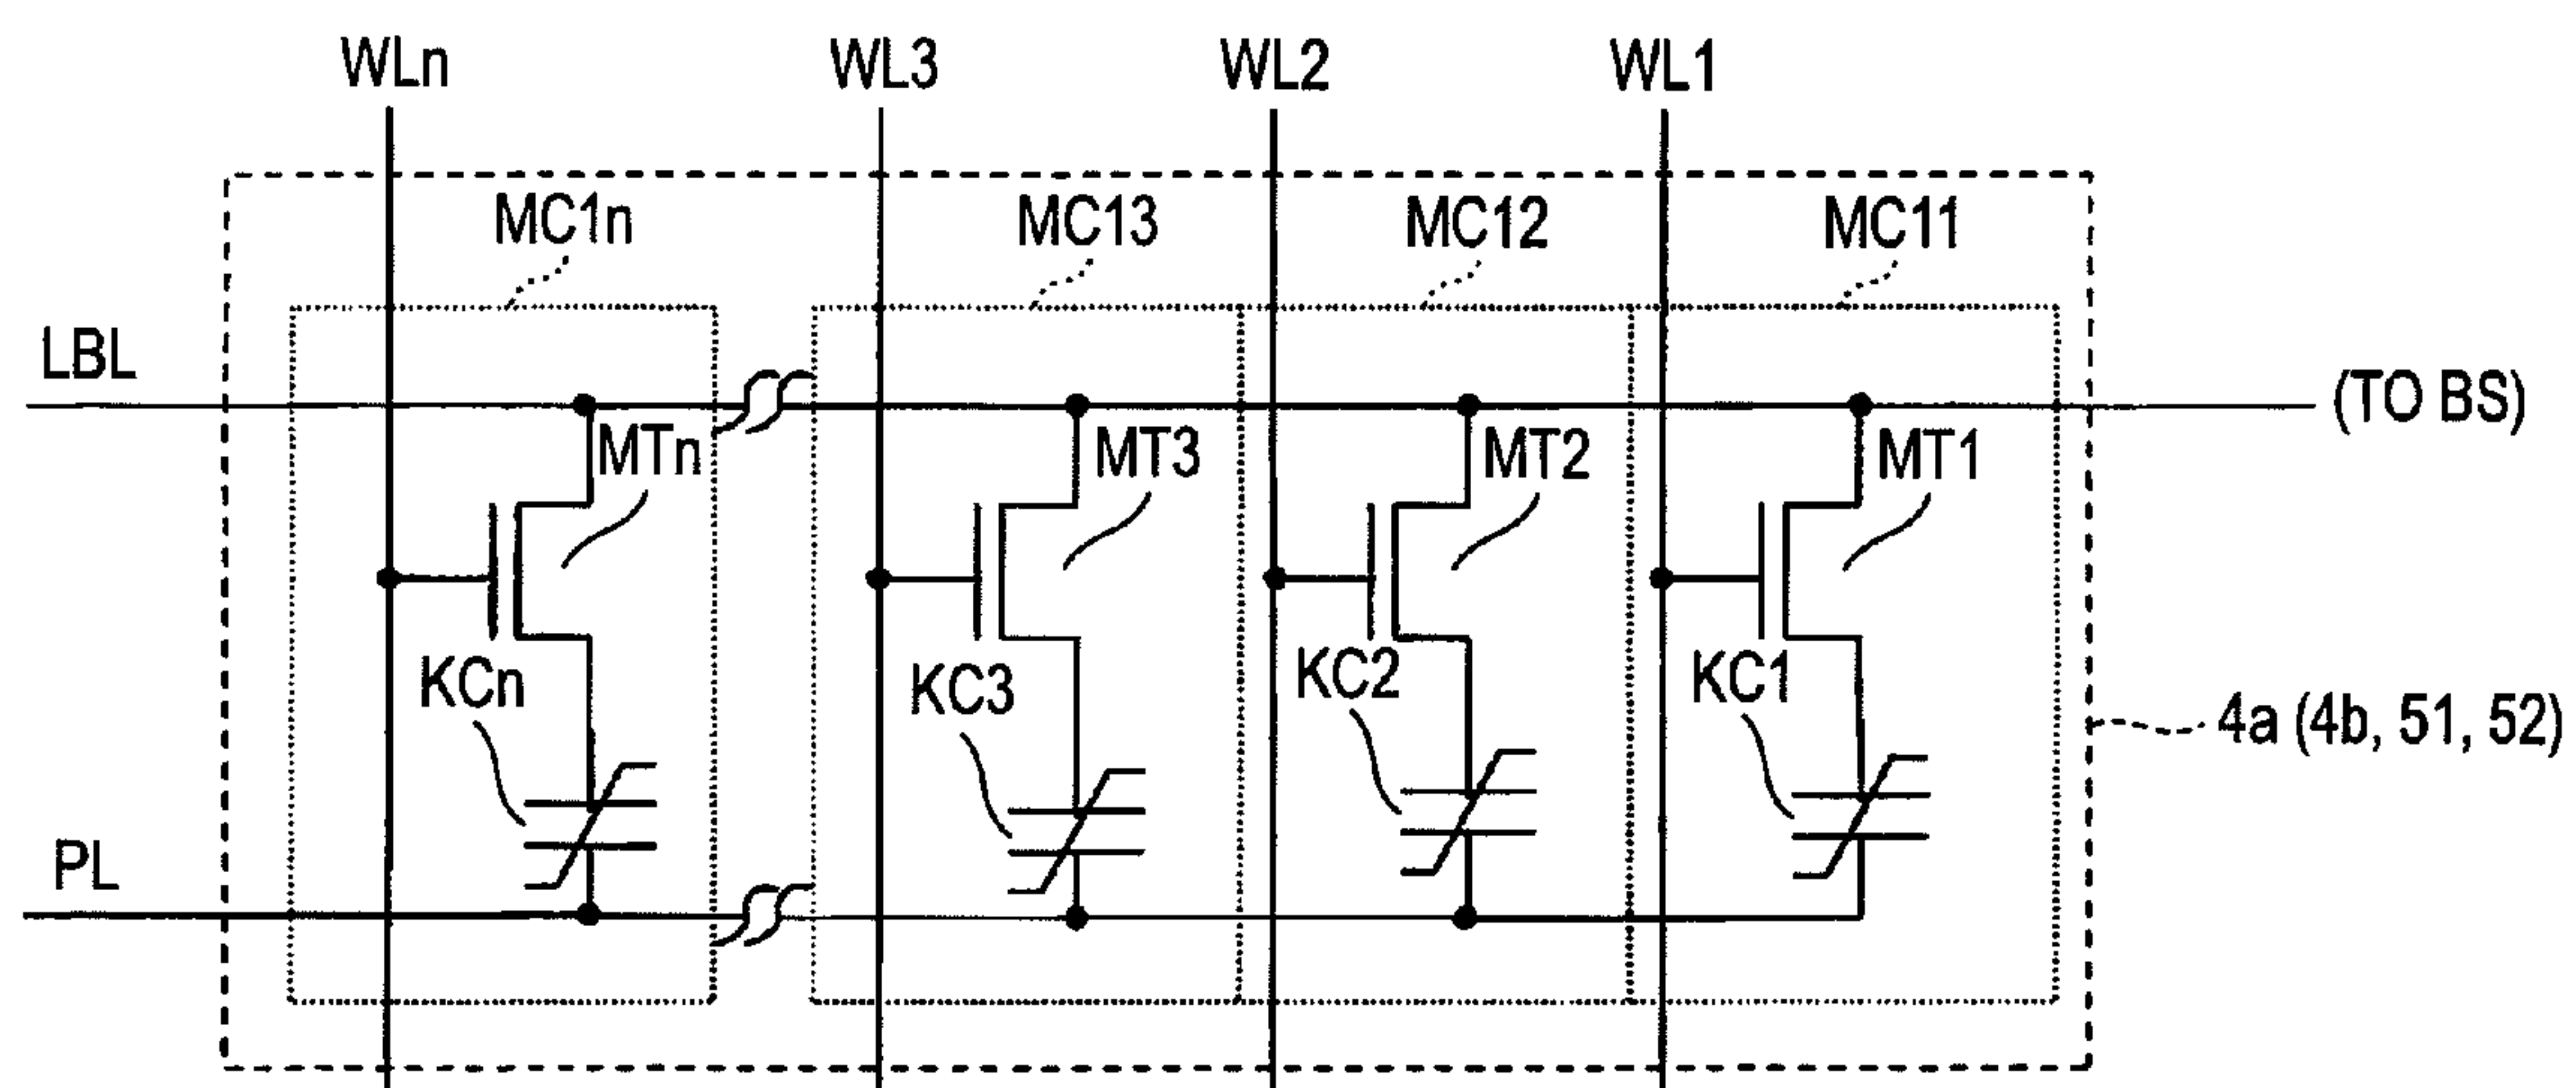 WLn WL3 WL2 WL1
MC1n MC13 MC12 MC11
LBL
(TO BS)
MTn MT3 MT2 MT1
KCn KC3 KC2 KC1
4a (4b, 51, 52)
PL